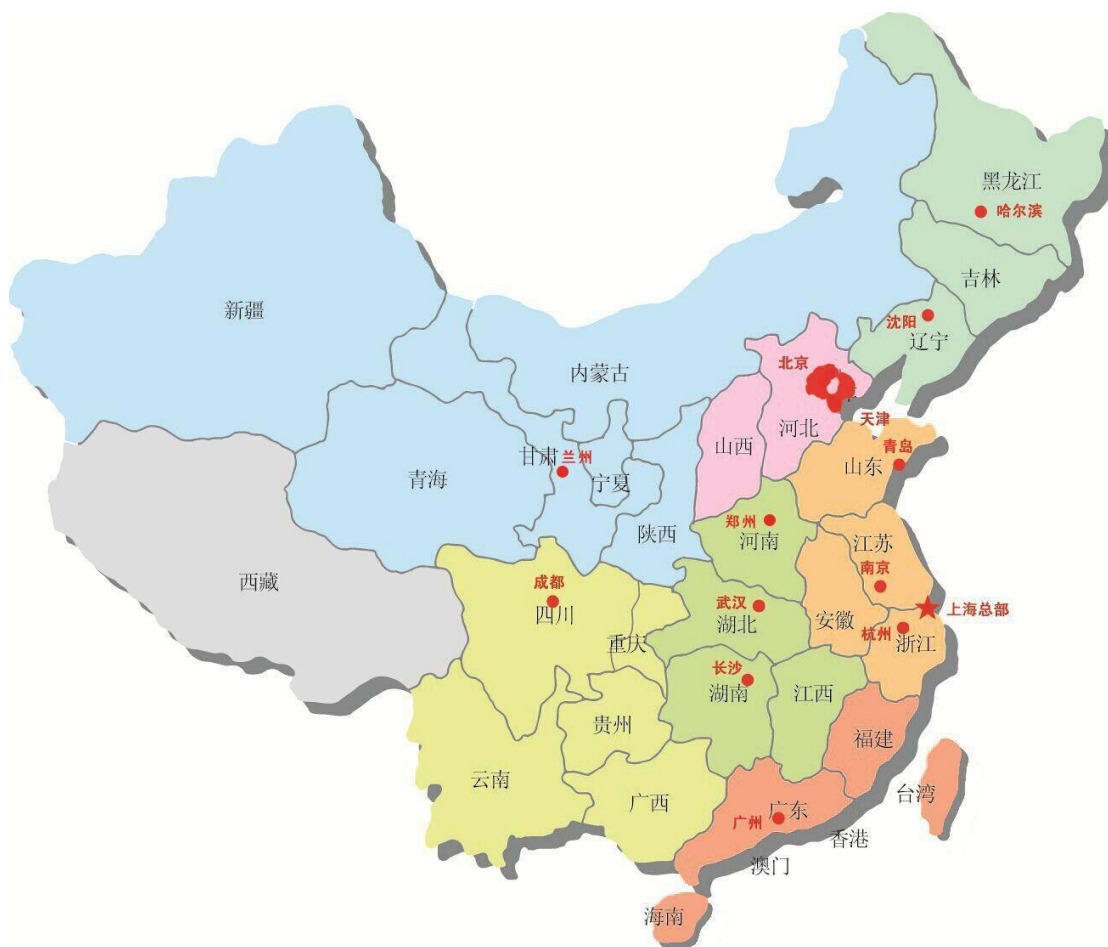 黑龙江
哈尔滨
吉林
新疆
沈阳
辽宁
北京
内蒙古
天津
河北
山西
青岛
甘肃
兰州
山东
青海
宁夏
郑州
陕西
河南
江苏
西藏
成都
南京
四川
武汉
上海总部
湖北
安徽
杭州
浙江
重庆
长沙
湖南
江西
贵州
福建
云南
台湾
广西
广东
广州
香港
澳门
海南